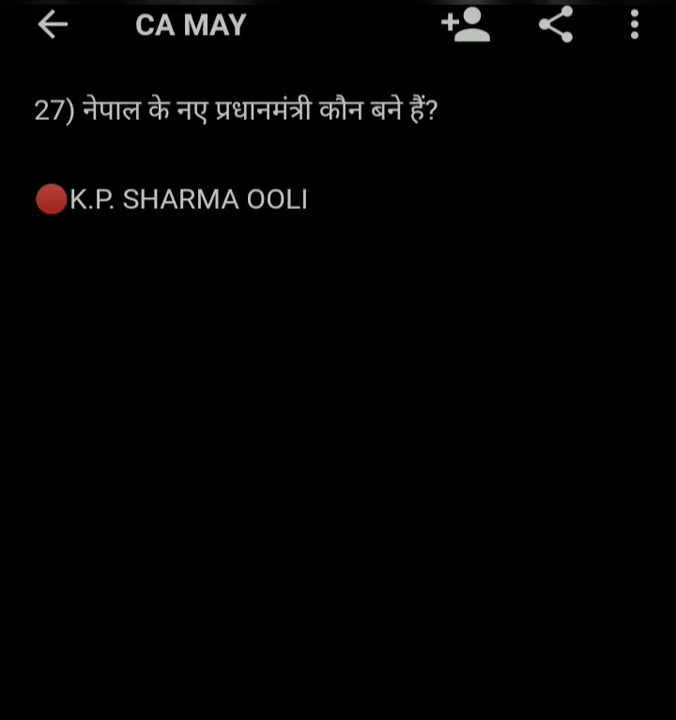 CA MAY
27) नेपाल के नए प्रधानमंत्री कौन बने हैं?
K.P. SHARMA OOLI